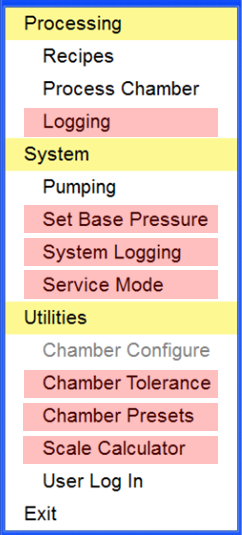 Processing
Recipes
Process Chamber
Logging
System
Pumping
Set Base Pressure
System Logging
Service Mode
Utilities
Chamber Configure
Chamber Tolerance
Chamber Presets
Scale Calculator
User Log In
Exit